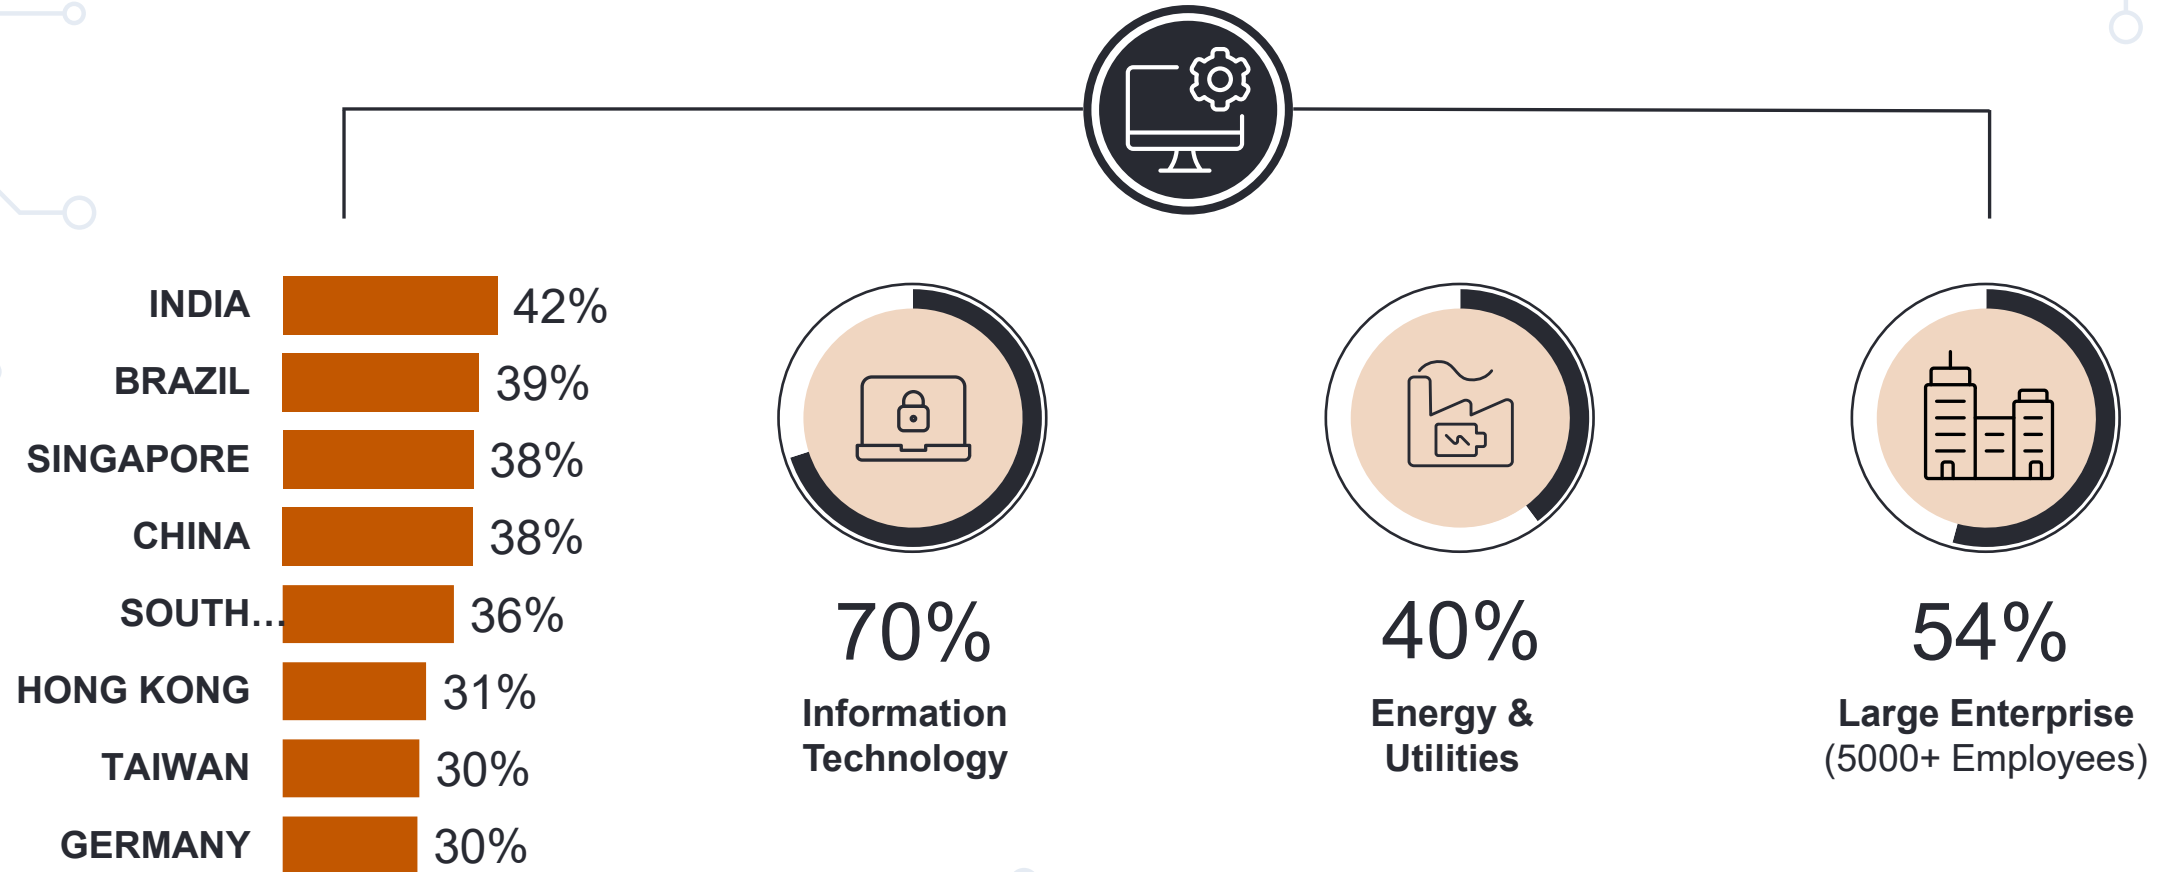 INDIA 42%
BRAZIL 39%
SINGAPORE 38%
CHINA 38%
SOUTH... 36%
HONG KONG 31%
TAIWAN 30%
GERMANY 30%
70%
Information
Technology
40%
Energy &
Utilities
54%
Large Enterprise
(5000+ Employees)